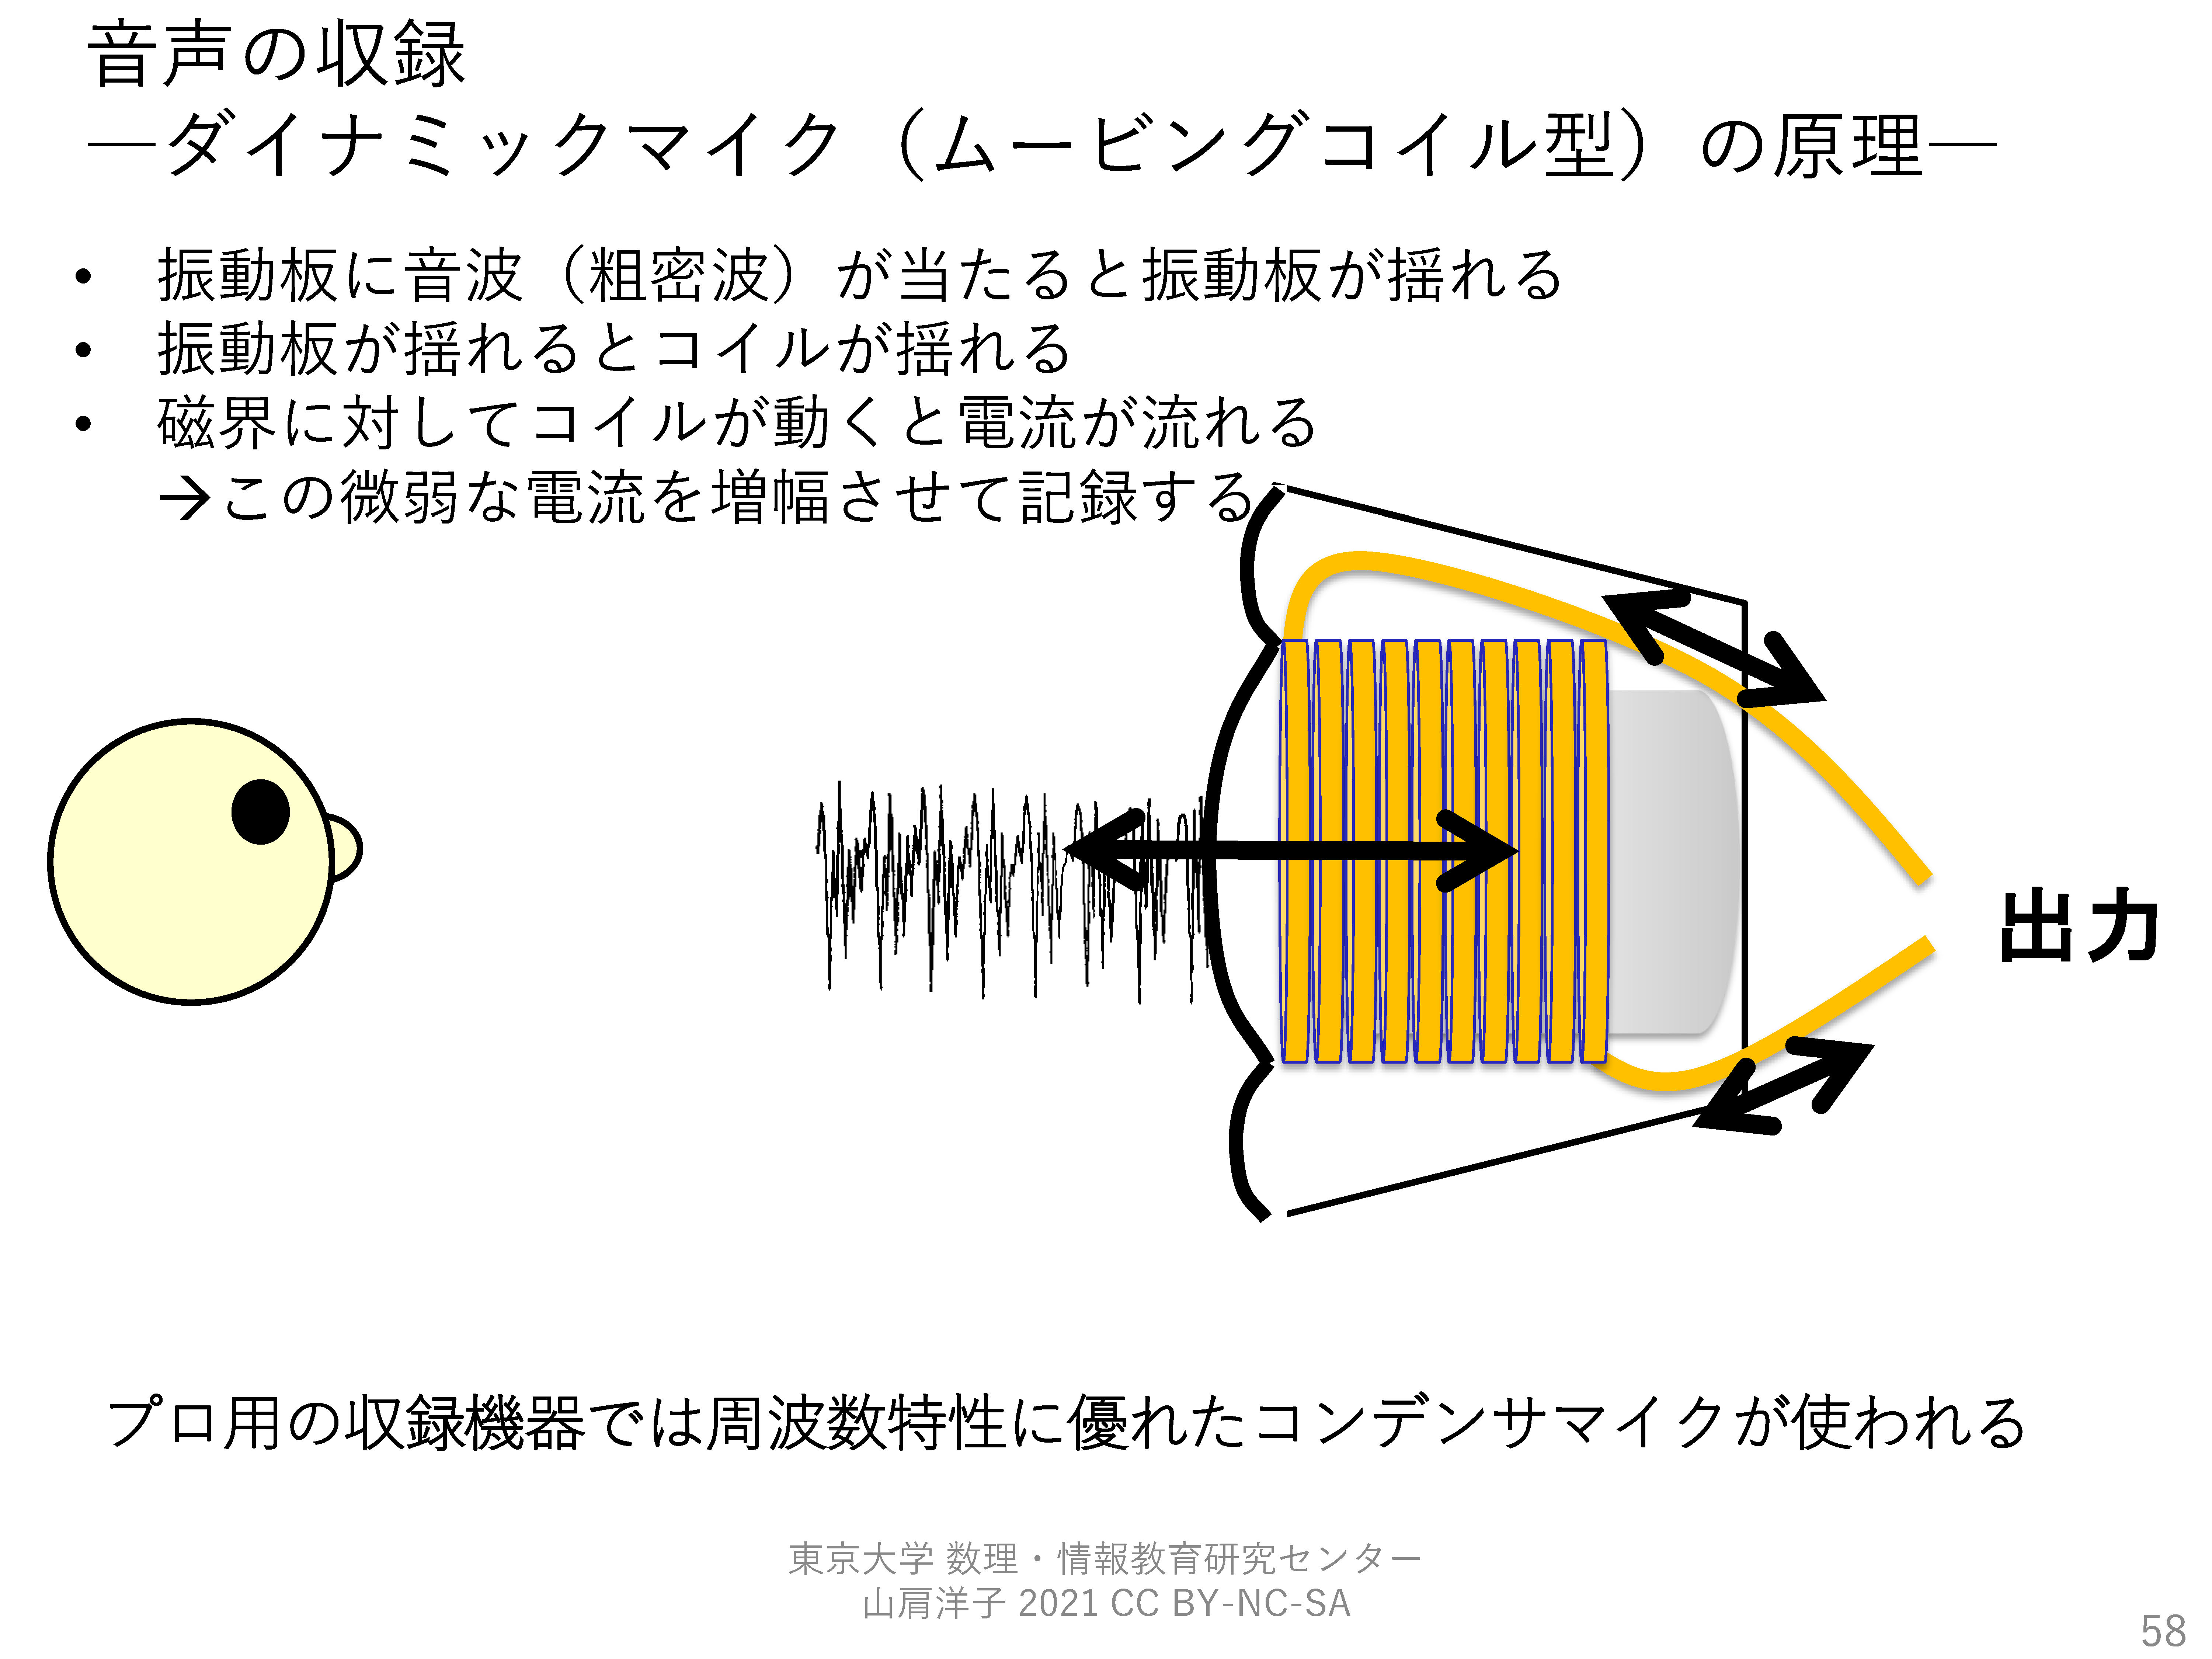 音声の収録
―ダイナミックマイク（ムービングコイル型）の原理―
• 振動板に音波（粗密波）が当たると振動板が揺れる
• 振動板が揺れるとコイルが揺れる
• 磁界に対してコイルが動くと電流が流れる
→この微弱な電流を増幅させて記録する
出力
プロ用の収録機器では周波数特性に優れたコンデンサマイクが使われる
東京大学 数理・情報教育研究センター
山肩洋子 2021 CC BY-NC-SA
58